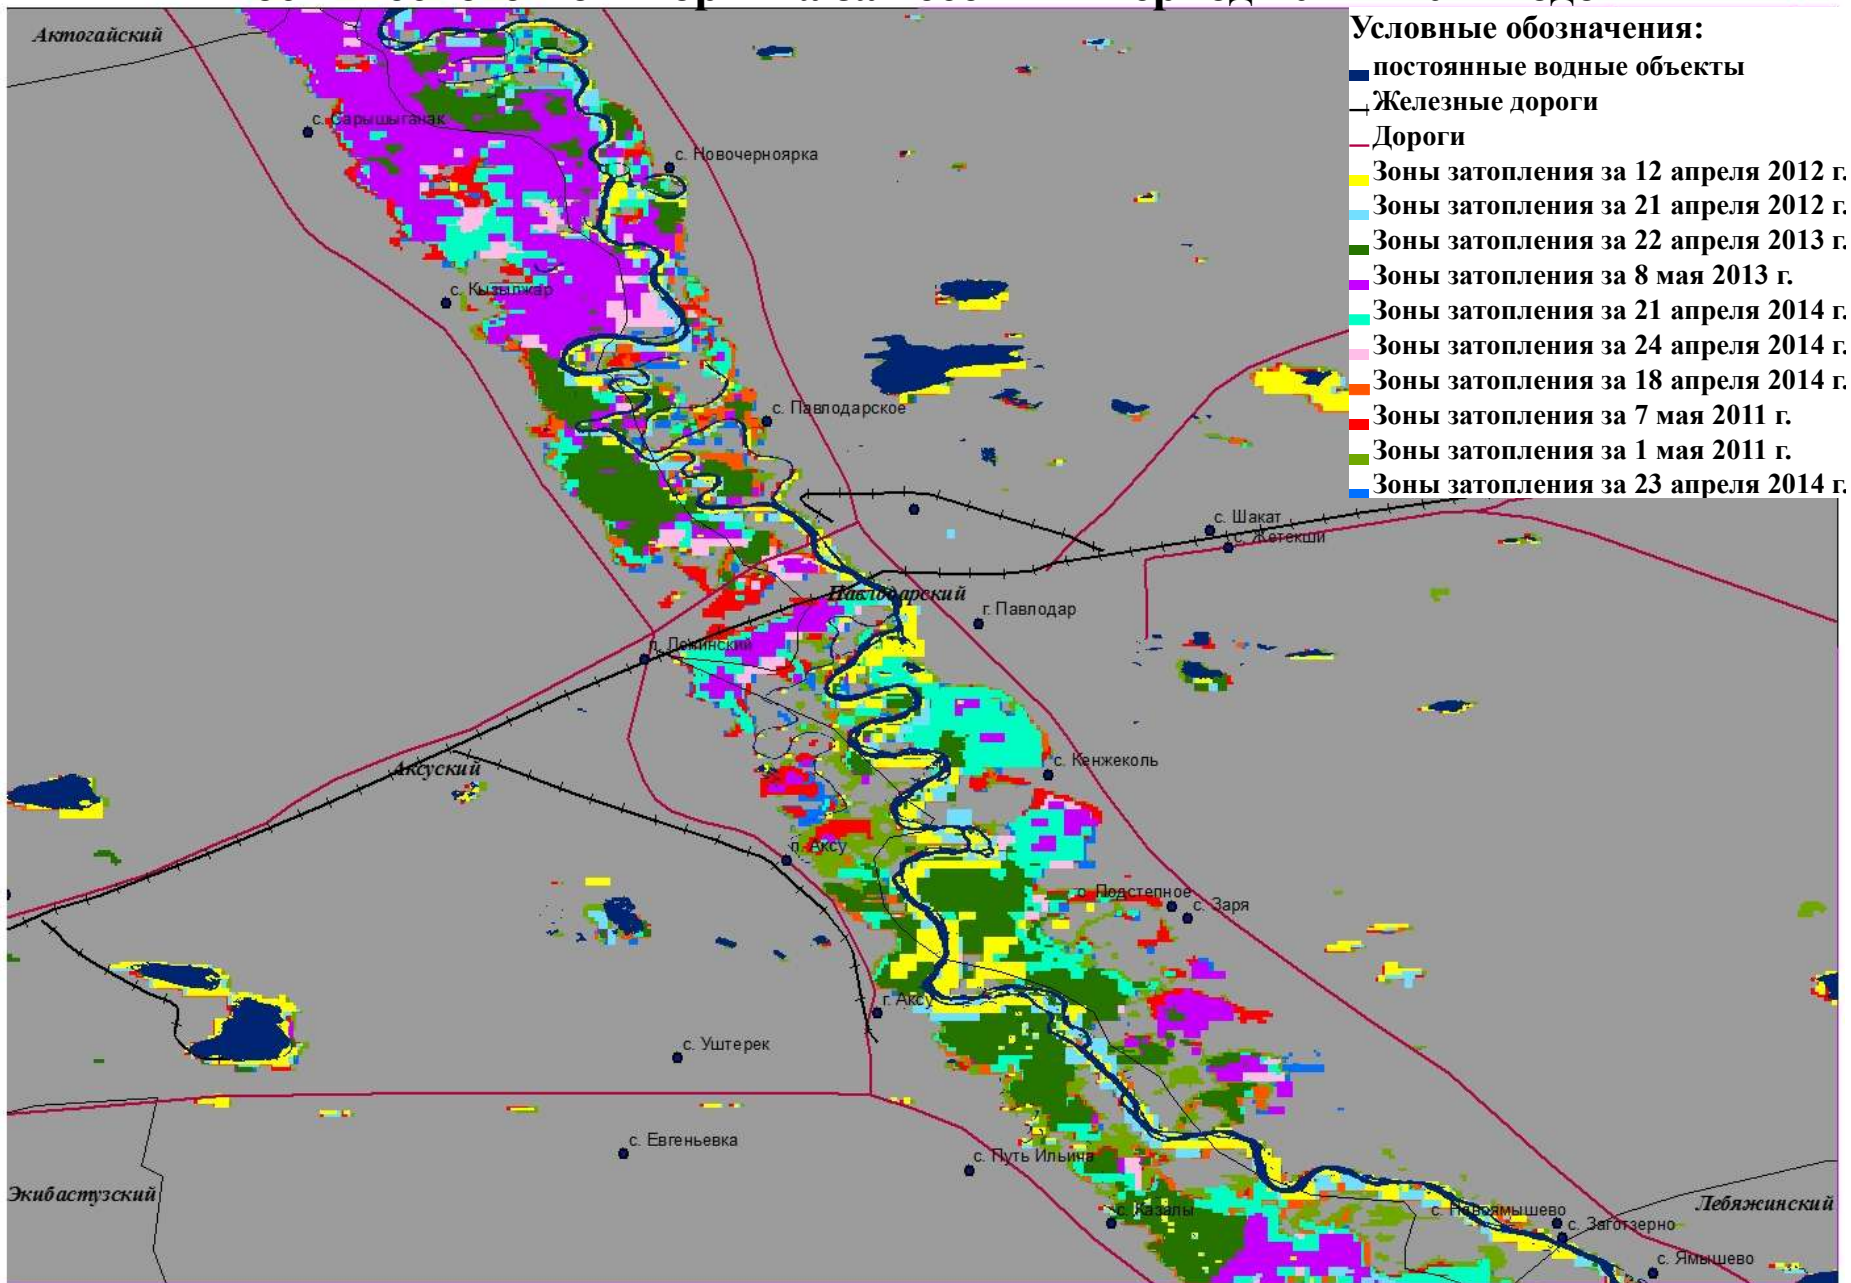 Условные обозначения:
постоянные водные объекты
Железные дороги
Дороги
Зоны затопления за 12 апреля 2012 г.
Зоны затопления за 21 апреля 2012 г.
Зоны затопления за 22 апреля 2013 г.
Зоны затопления за 8 мая 2013 г.
Зоны затопления за 21 апреля 2014 г.
Зоны затопления за 24 апреля 2014 г.
Зоны затопления за 18 апреля 2014 г.
Зоны затопления за 7 мая 2011 г.
Зоны затопления за 1 мая 2011 г.
Зоны затопления за 23 апреля 2014 г.
Актогайский
с. Сарышыганак
с. Новочерноярка
с. Кызылжар
с. Павлодарское
с. Шакат
с. Жетекши
Павлодарский
г. Павлодар
п. Ленинский
с. Кенжеколь
Аксуский
п. Аксу
с. Подстепное
с. Заря
г. Аксу
с. Уштерек
с. Евгеньевка
с. Путь Ильича
Экибастузский
с. Казалы
с. Новоямышево
Лебяжинский
с. Заготзерно
с. Ямышево